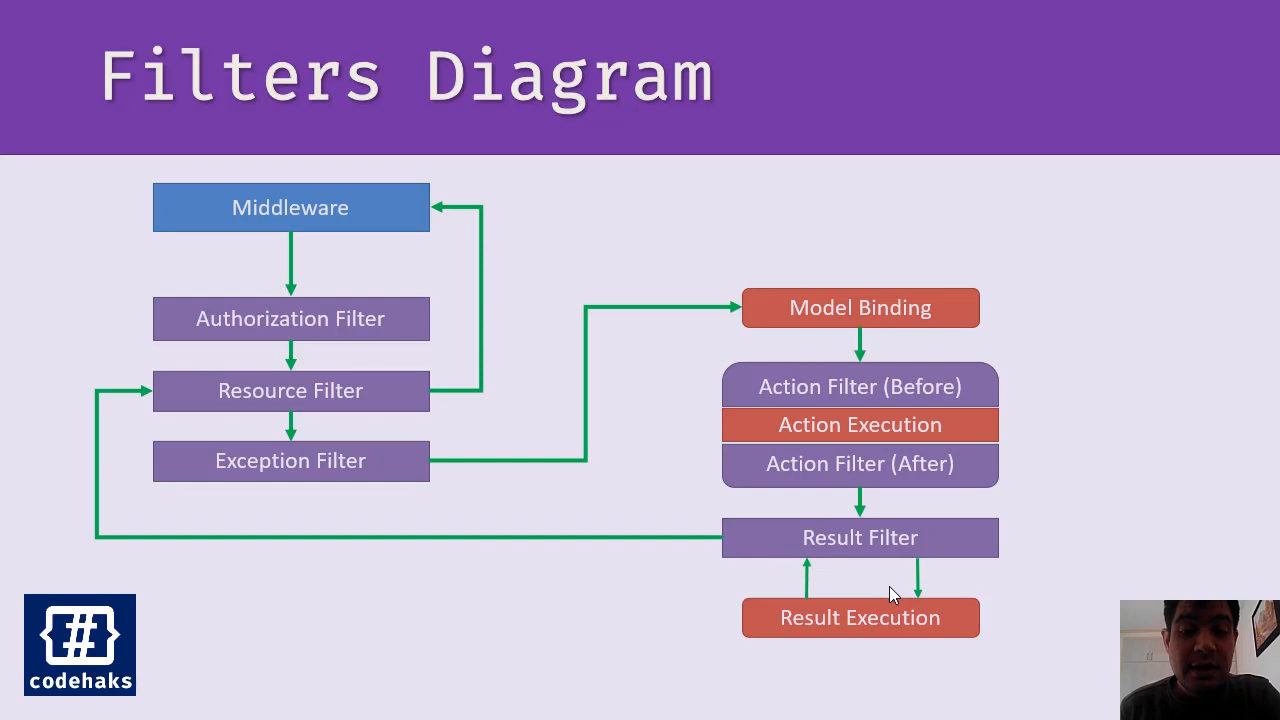 Filters Diagram
Middleware
Authorization Filter
Resource Filter
Exception Filter
Model Binding
Action Filter (Before)
Action Execution
Action Filter (After)
Result Filter
Result Execution
{#}
codehaks